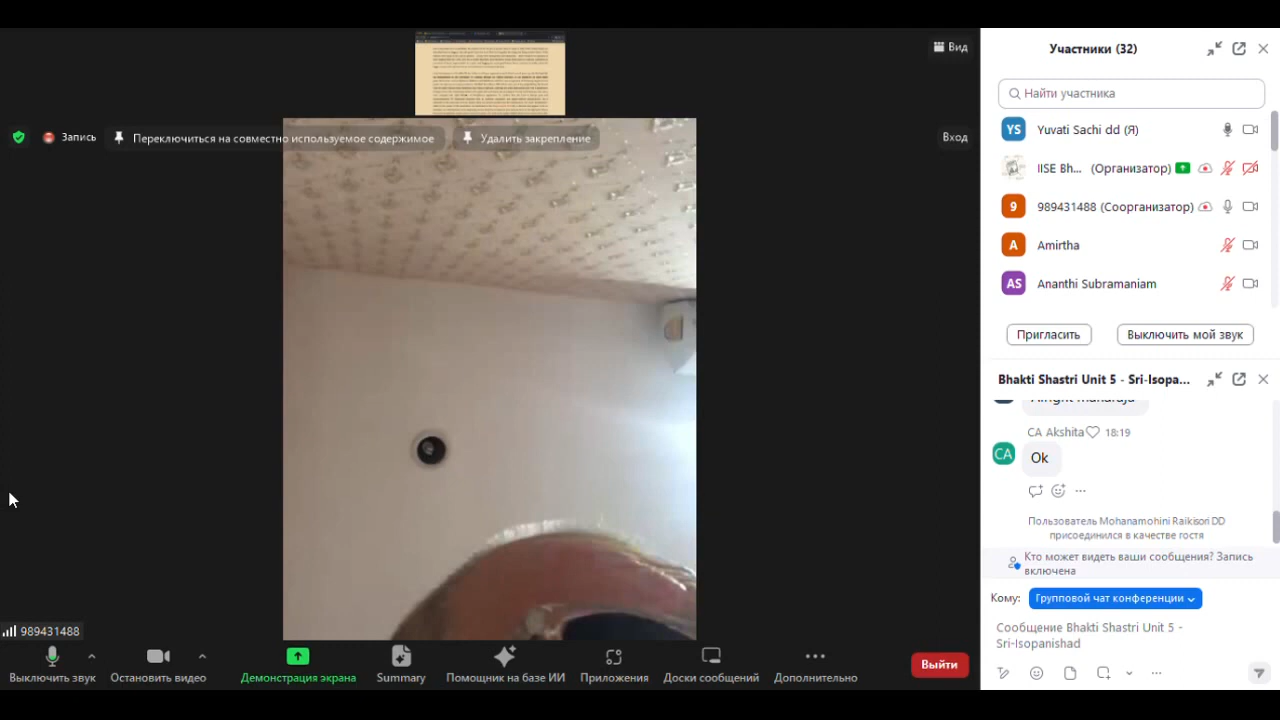 Вид
Запись
Переключиться на совместно используемое содержимое
Удалить закрепление
Вход
989431488
Выключить звук
Остановить видео
Демонстрация экрана
Summary
Помощник на базе ИИ
Приложения
Доски сообщений
Дополнительно
Выйти
Участники (32)
Найти участника
YS Yuvati Sachi dd (Я)
IISE Bh... (Организатор)
9 989431488 (Соорганизатор)
A Amirtha
AS Ananthi Subramaniam
Пригласить
Выключить мой звук
Bhakti Shastri Unit 5 - Sri-Isopa...
Alright maharaja
CA Akshita♡ 18:19
CA Ok
Пользователь Mohanamohini Raikisori DD
присоединился в качестве гостя
Кто может видеть ваши сообщения? Запись
включена
Кому: Групповой чат конференции
Сообщение Bhakti Shastri Unit 5 -
Sri-Isopanishad